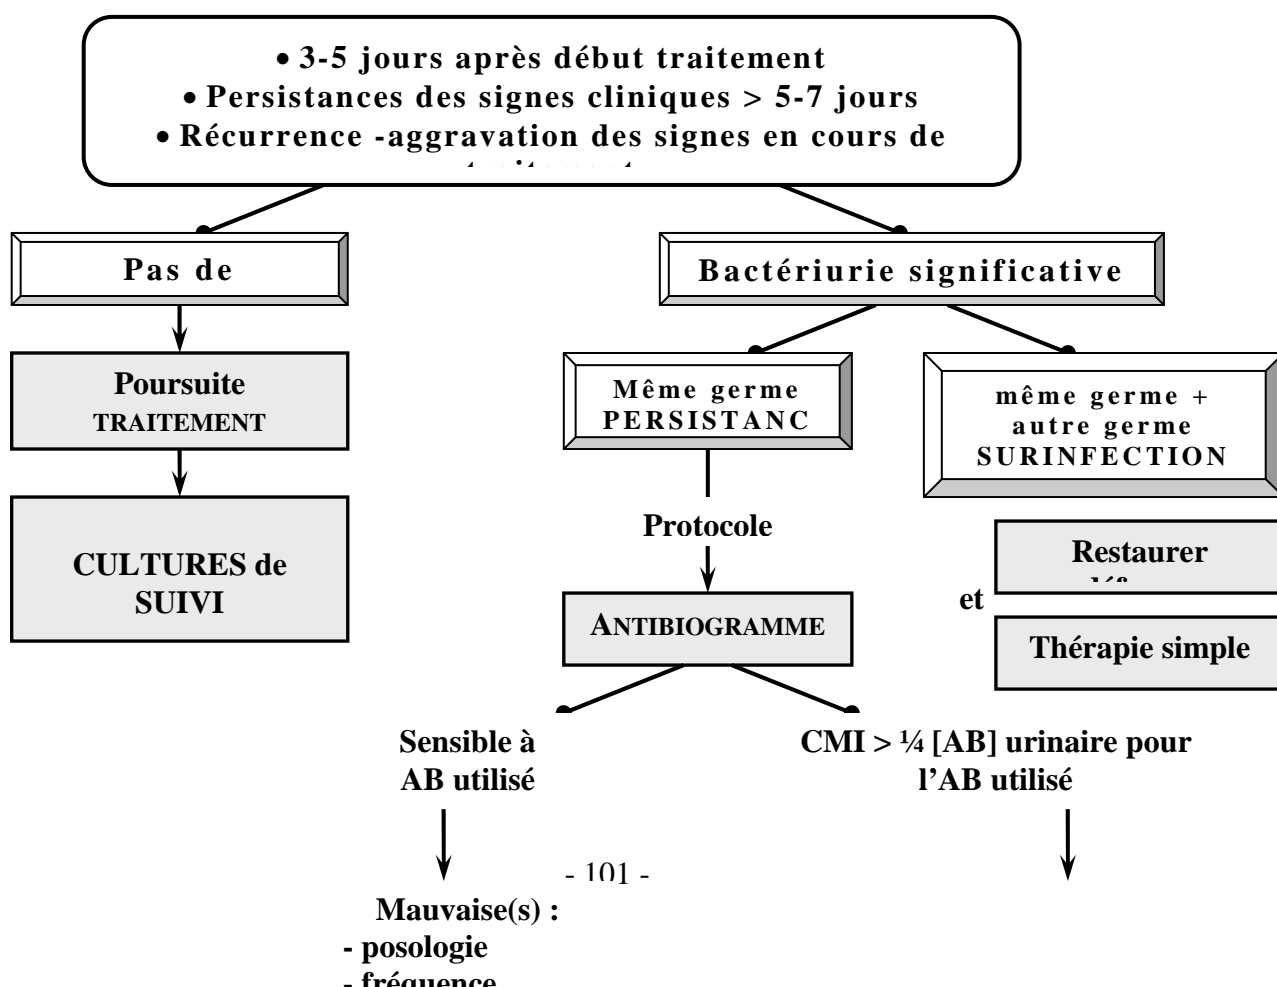 • 3-5 jours après début traitement
• Persistances des signes cliniques > 5-7 jours
• Récurrence -aggravation des signes en cours de
Pas de
Bactériurie significative
Poursuite
TRAITEMENT
Même germe
PERSISTANC
même germe +
autre germe
SURINFECTION
CULTURES de
SUIVI
Protocole
Restaurer
et
ANTIBIOGRAMME
Thérapie simple
Sensible à
AB utilisé
CMI > ¼ [AB] urinaire pour
l’AB utilisé
- 101 -
Mauvaise(s) :
- posologie
- fréquence